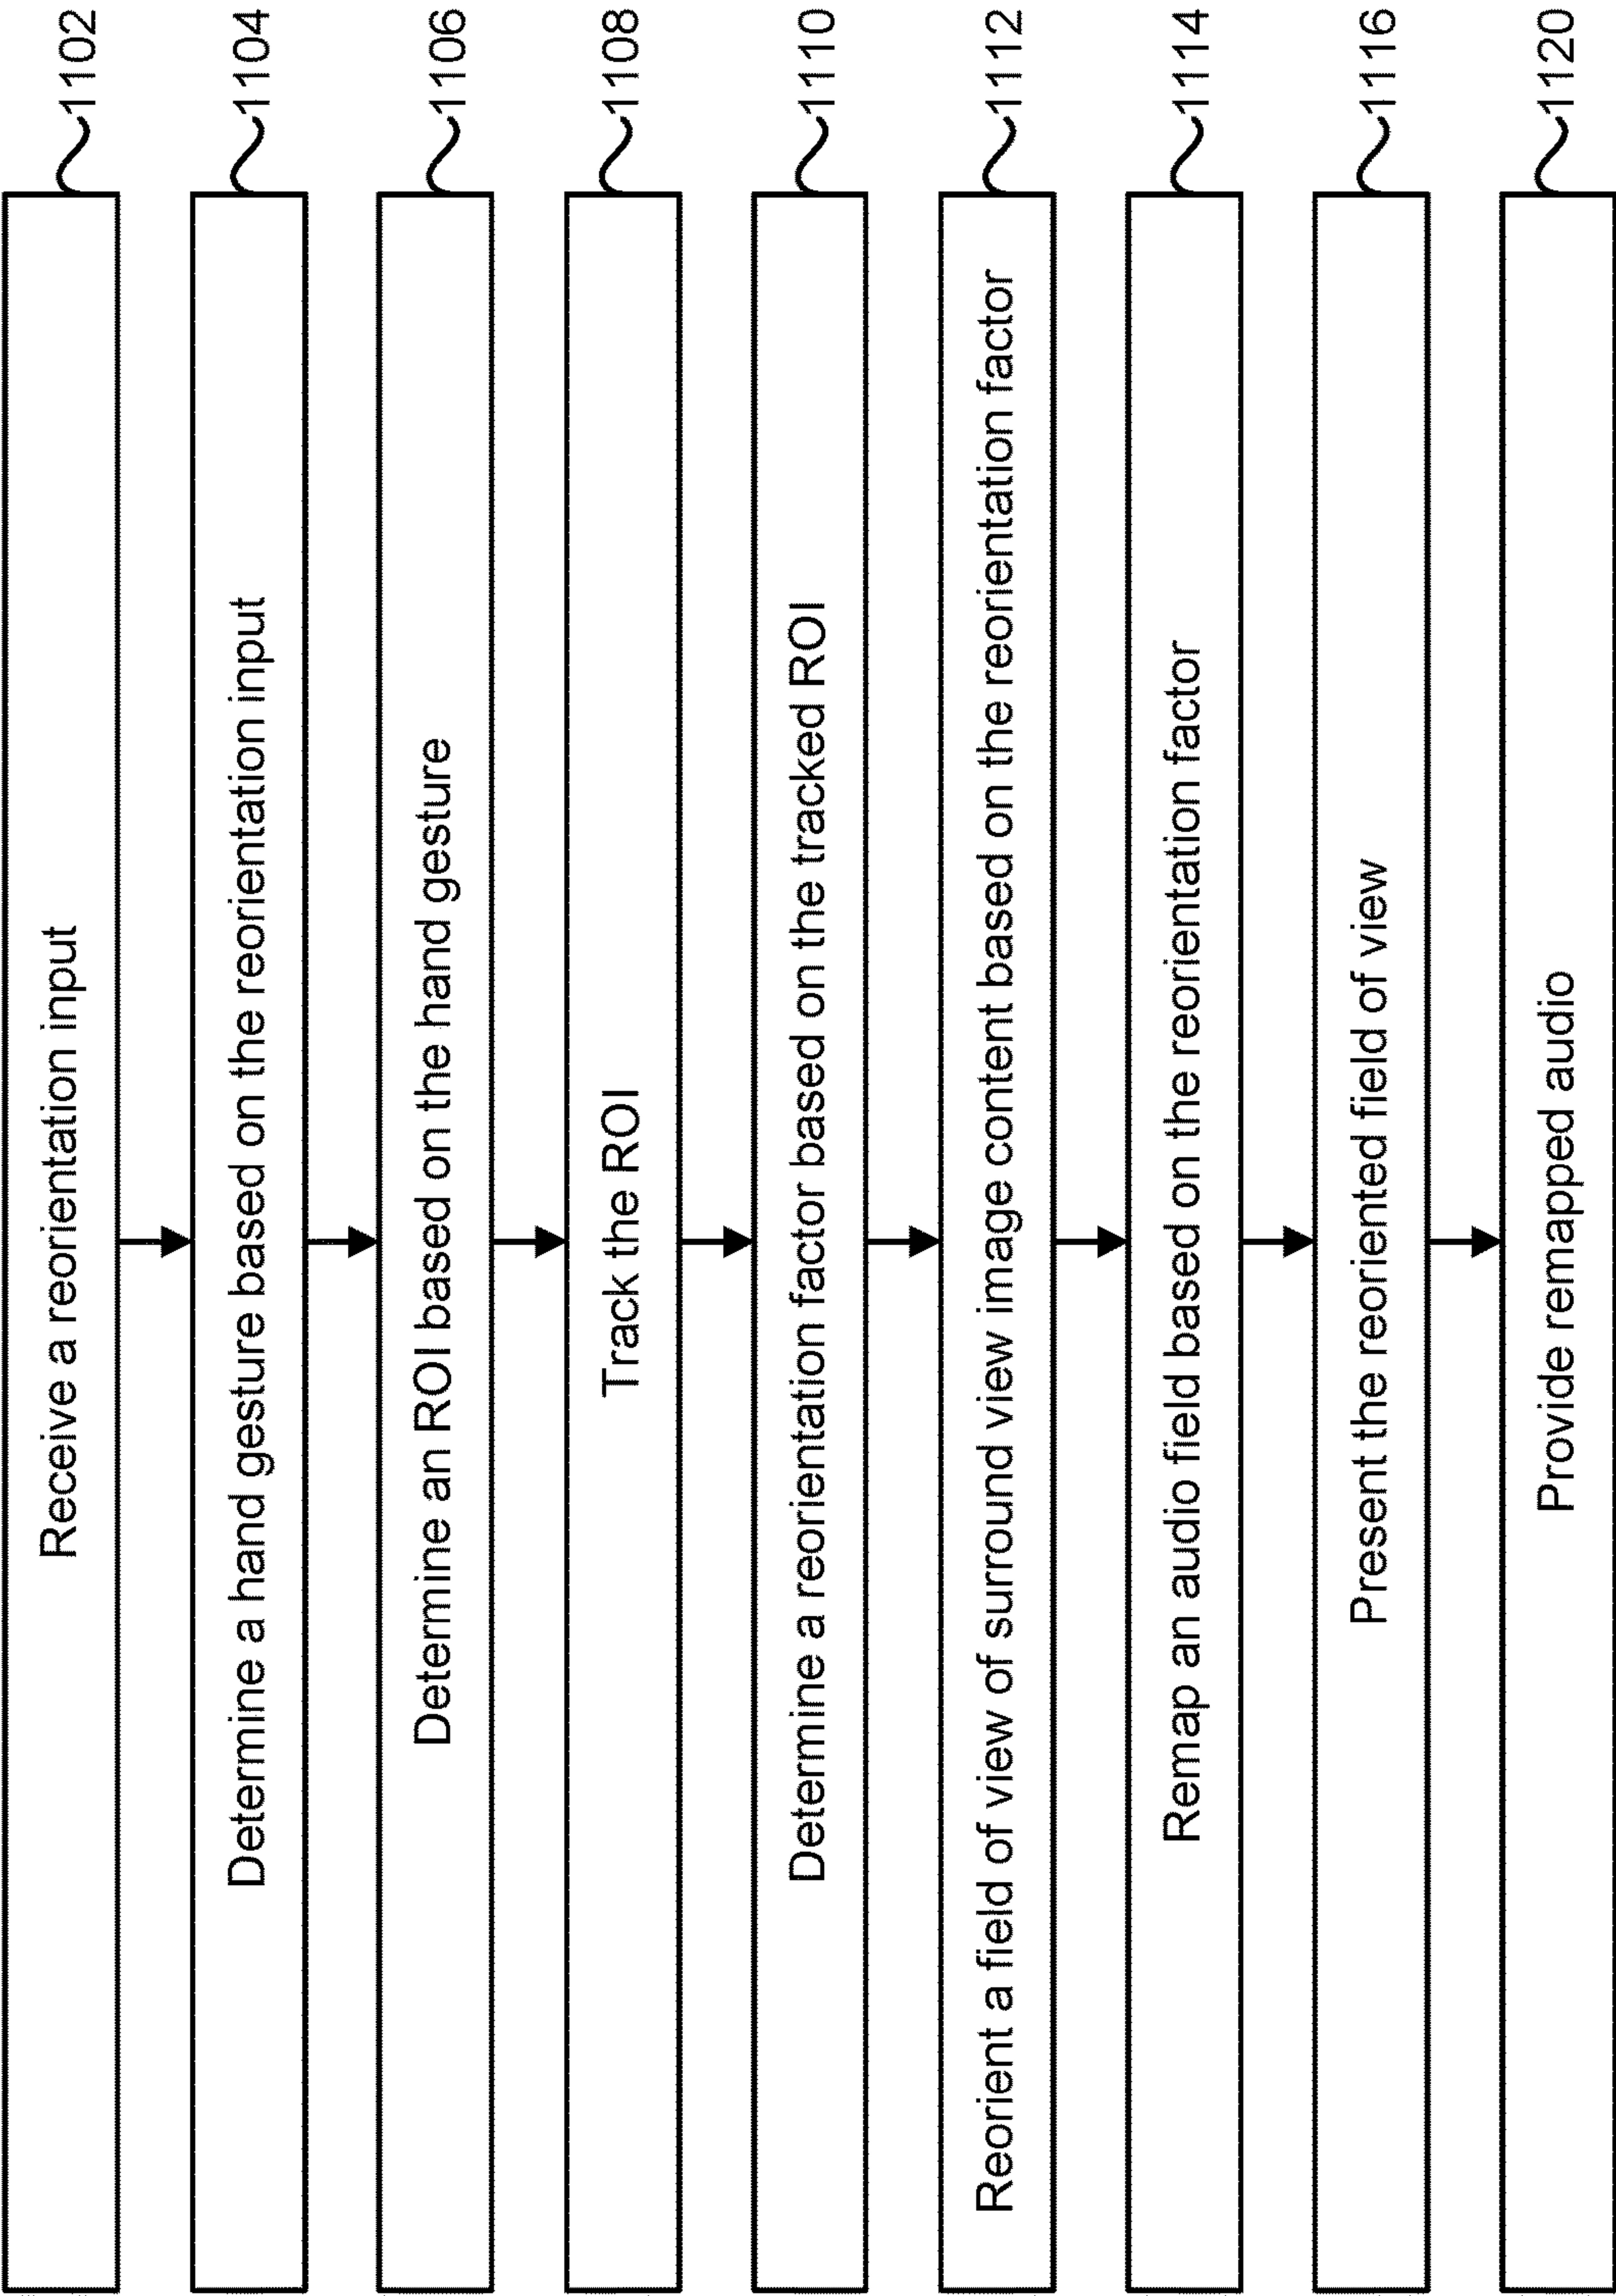 Receive a reorientation input 1102
Determine a hand gesture based on the reorientation input 1104
Determine an ROI based on the hand gesture 1106
Track the ROI 1108
Determine a reorientation factor based on the tracked ROI 1110
Reorient a field of view of surround view image content based on the reorientation factor 1112
Remap an audio field based on the reorientation factor 1114
Present the reoriented field of view 1116
Provide remapped audio 1120